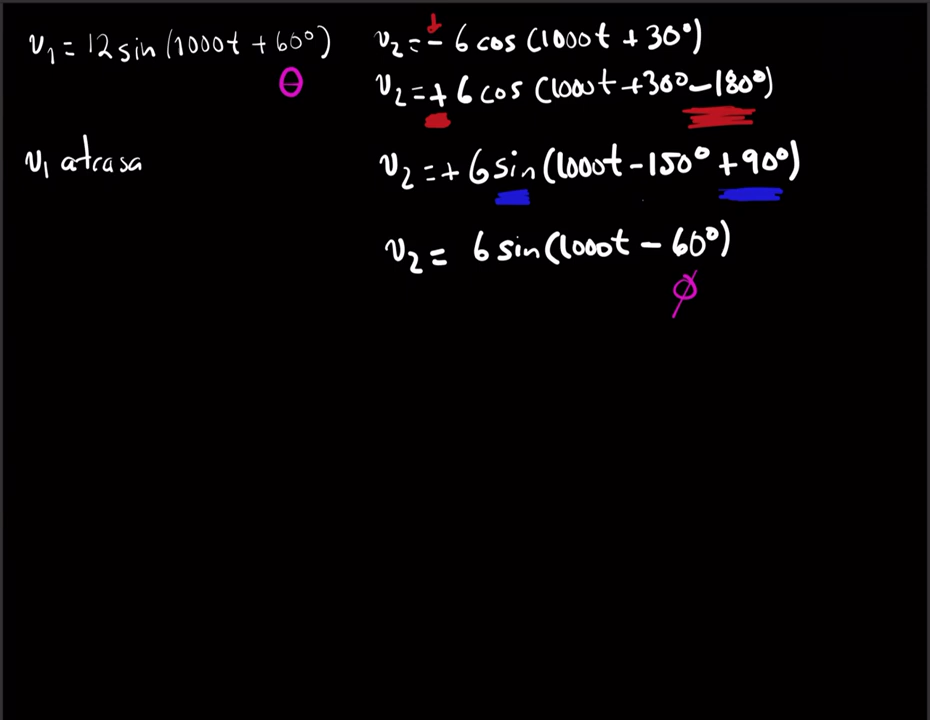 v₁ = 12 sin (1000t + 60°)
θ
v₁ atrasa
v₂ = - 6 cos (1000t + 30°)
v₂ = + 6 cos (1000t + 30° - 180°)
v₂ = + 6 sin (1000t - 150° + 90°)
v₂ = 6 sin (1000t - 60°)
ϕ